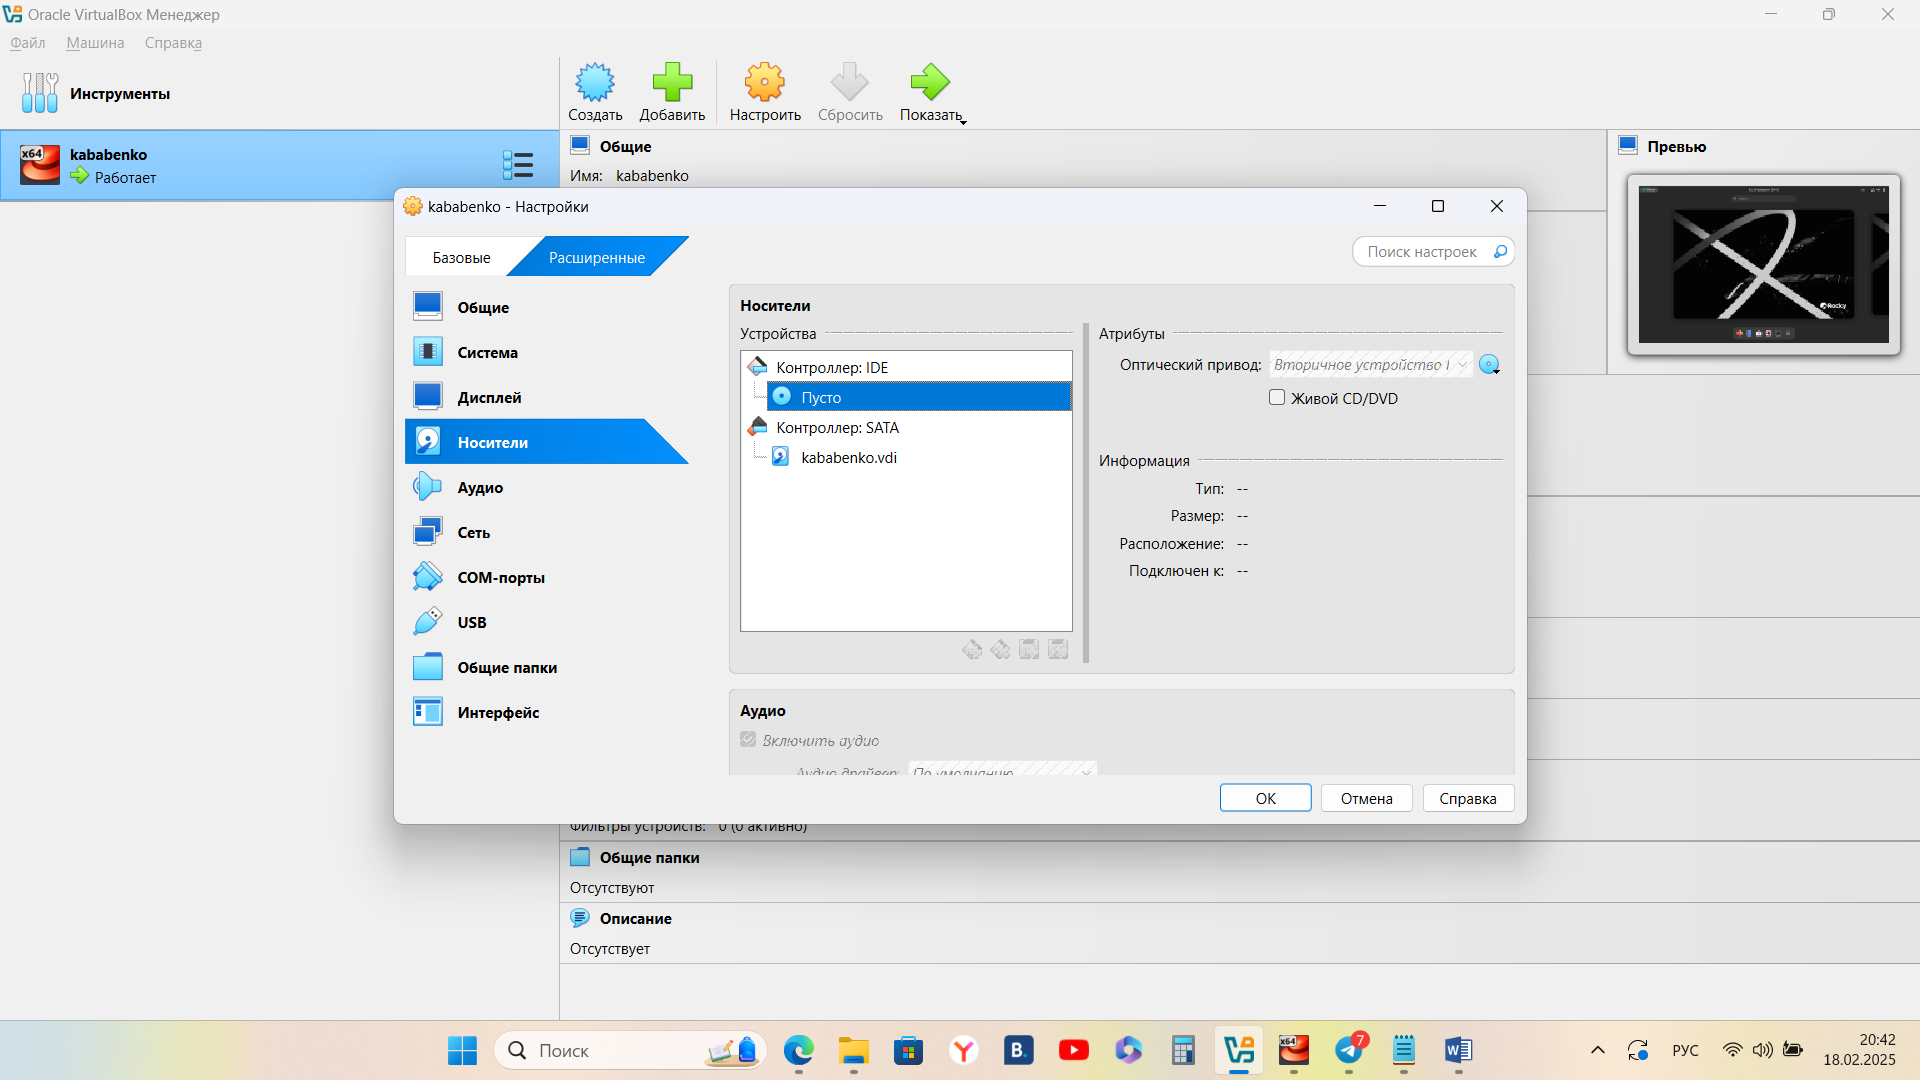 Oracle VirtualBox Менеджер
Файл Машина Справка
Инструменты
Создать Добавить Настроить Сбросить Показать
x64 kababenko
Работает
Общие
Имя: kababenko
Превью
Rocky
kababenko - Настройки
Базовые Расширенные
Поиск настроек
Общие
Система
Дисплей
Носители
Аудио
Сеть
COM-порты
USB
Общие папки
Интерфейс
Носители
Устройства
Контроллер: IDE
Пусто
Контроллер: SATA
kababenko.vdi
Атрибуты
Оптический привод: Вторичное устройство I
Живой CD/DVD
Информация
Тип: --
Размер: --
Расположение: --
Подключен к: --
Аудио
Включить аудио
Аудио драйвер: По умолчанию
OK Отмена Справка
Фильтры устройств: 0 (0 активно)
Общие папки
Отсутствуют
Описание
Отсутствует
Поиск
B.
x64
7
РУС
20:42
18.02.2025